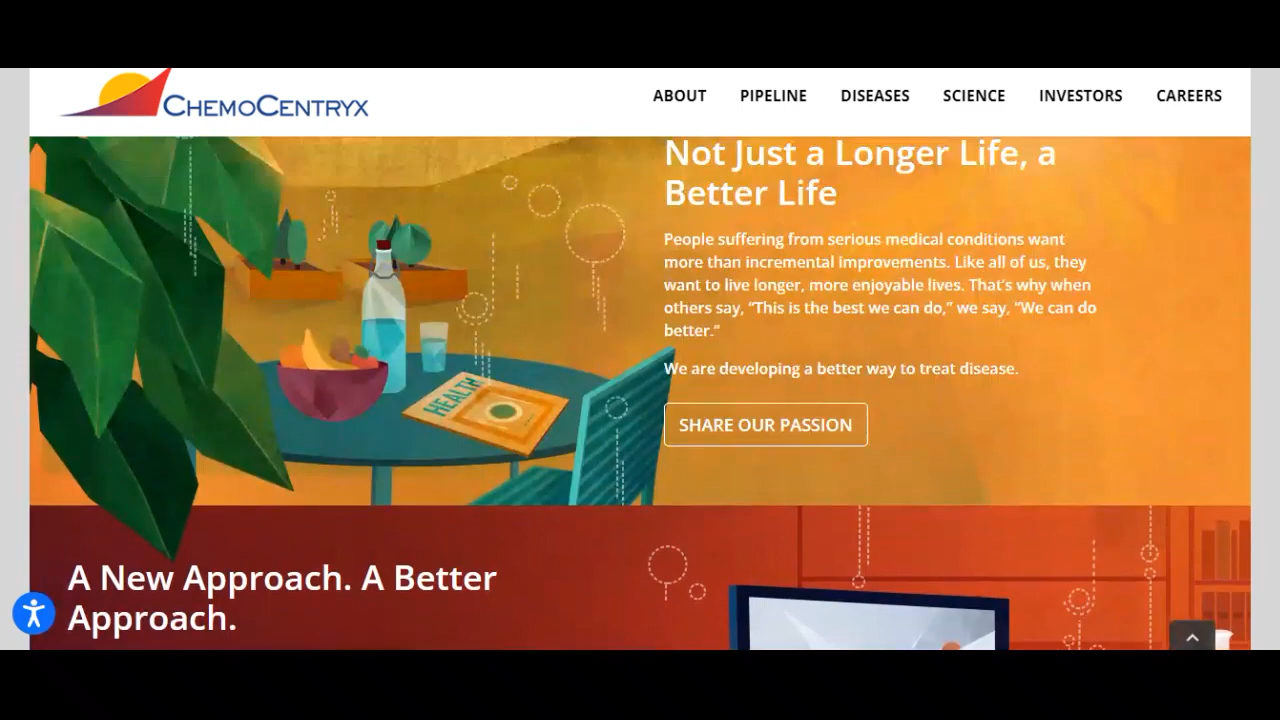 CHEMOCENTRYX
ABOUT PIPELINE DISEASES SCIENCE INVESTORS CAREERS
Not Just a Longer Life, a
Better Life
People suffering from serious medical conditions want
more than incremental improvements. Like all of us, they
want to live longer, more enjoyable lives. That's why when
others say, “This is the best we can do,” we say, “We can do
better.”
We are developing a better way to treat disease.
SHARE OUR PASSION
HEALTH
A New Approach. A Better
Approach.